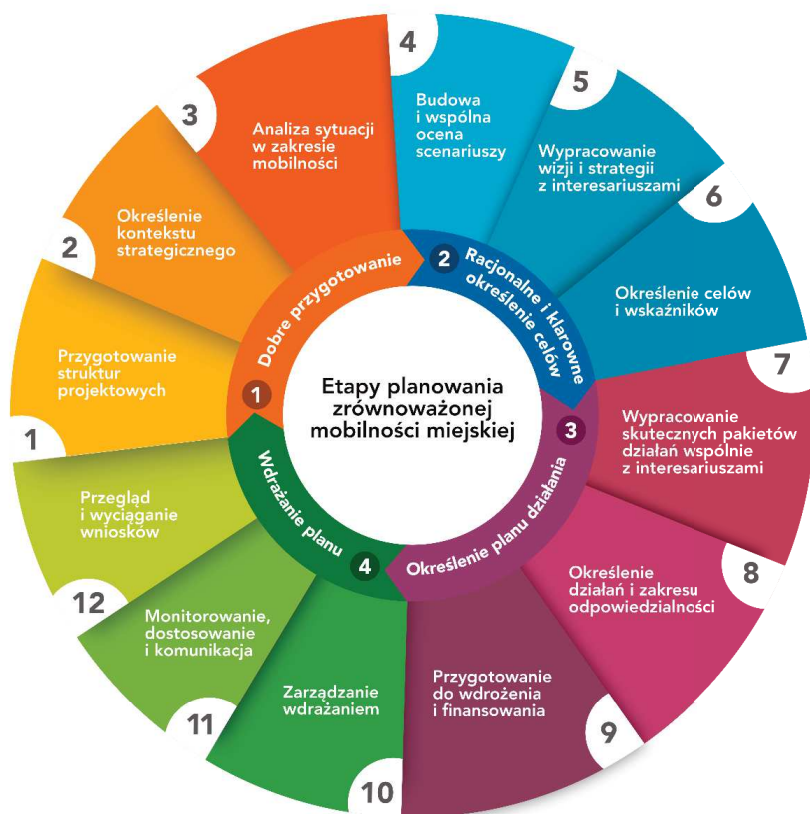 Etapy planowania
zrównoważonej
mobilności miejskiej
1
Dobre przygotowanie
2
Racjonalne i klarowne
określenie celów
3
Określenie planu działania
4
Wdrażanie planu
1
Przygotowanie
struktur
projektowych
2
Określenie
kontekstu
strategicznego
3
Analiza sytuacji
w zakresie
mobilności
4
Budowa
i wspólna
ocena
scenariuszy
5
Wypracowanie
wizji i strategii
z interesariuszami
6
Określenie celów
i wskaźników
7
Wypracowanie
skutecznych pakietów
działań wspólnie
z interesariuszami
8
Określenie
działań i zakresu
odpowiedzialności
9
Przygotowanie
do wdrożenia
i finansowania
10
Zarządzanie
wdrażaniem
11
Monitorowanie,
dostosowanie
i komunikacja
12
Przegląd
i wyciąganie
wniosków